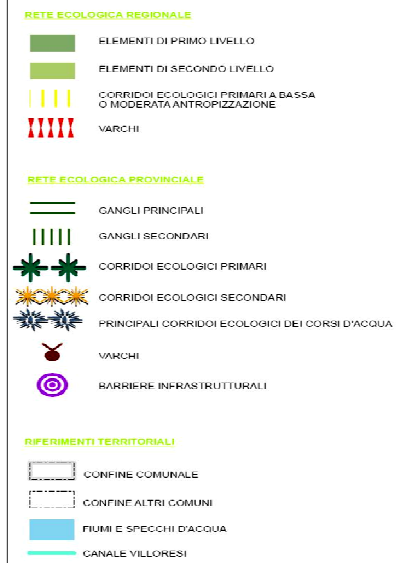 RETE ECOLOGICA REGIONALE
ELEMENTI DI PRIMO LIVELLO
ELEMENTI DI SECONDO LIVELLO
CORRIDOI ECOLOGICI PRIMARI A BASSA
O MODERATA ANTROPIZZAZIONE
VARCHI
RETE ECOLOGICA PROVINCIALE
GANGLI PRINCIPALI
GANGLI SECONDARI
CORRIDOI ECOLOGICI PRIMARI
CORRIDOI ECOLOGICI SECONDARI
PRINCIPALI CORRIDOI ECOLOGICI DEI CORSI D'ACQUA
VARCHI
BARRIERE INFRASTRUTTURALI
RIFERIMENTI TERRITORIALI
CONFINE COMUNALE
CONFINE ALTRI COMUNI
FIUMI E SPECCHI D'ACQUA
CANALE VILLORESI